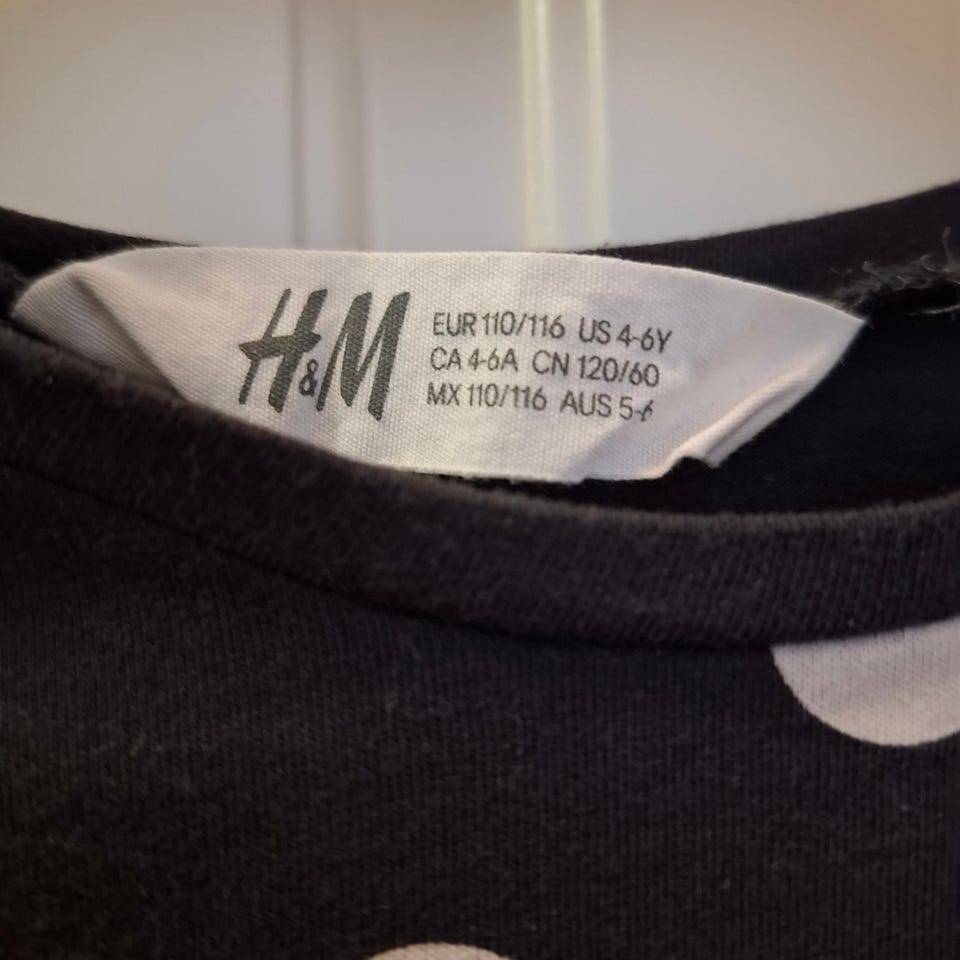 H&M
EUR 110/116 US 4-6Y
CA 4-6A CN 120/60
MX 110/116 AUS 5-6